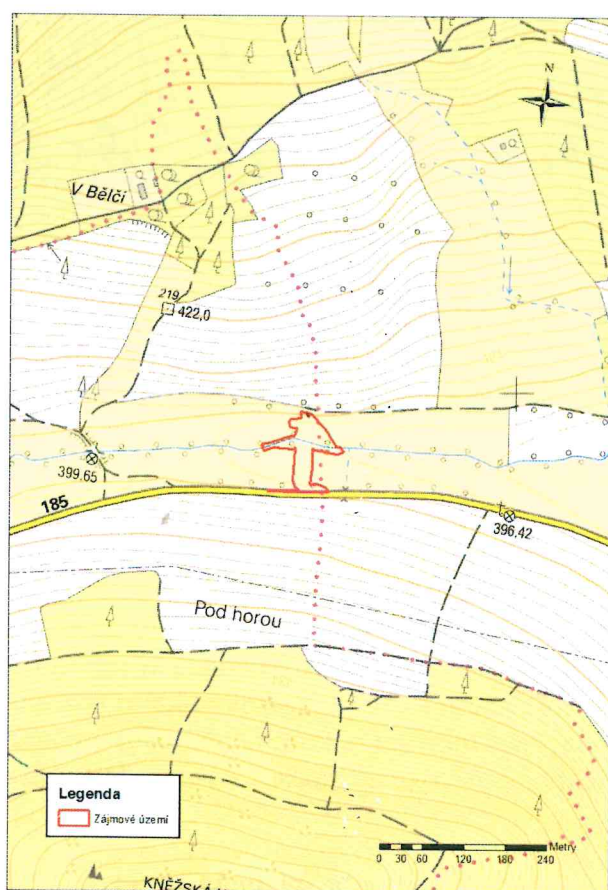 N
V Bělči
219
422,0
399.65
185
396.42
Pod horou
Legenda
Zájmové území
Metry
0 30 60 120 180 240
KNĚŽSKÁ